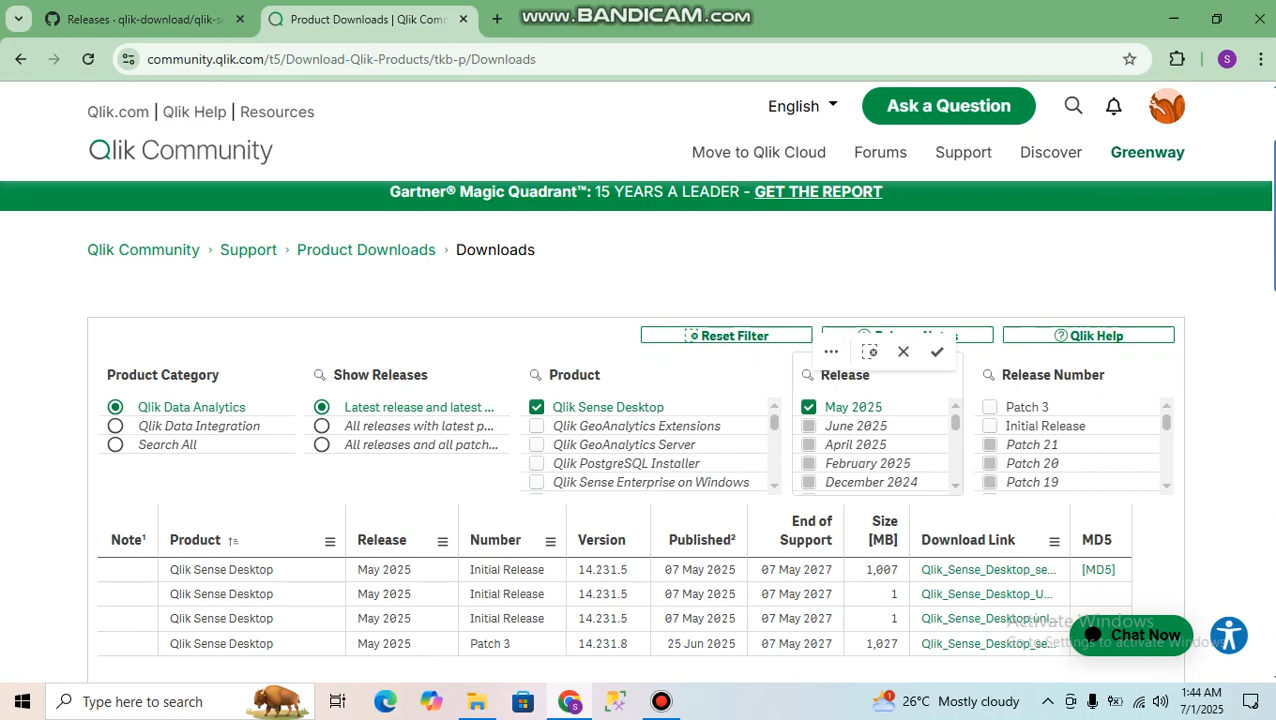 Releases · qlik-download/qlik-s
Product Downloads | Qlik Com
www.BANDICAM.com
community.qlik.com/t5/Download-Qlik-Products/tkb-p/Downloads
S
Qlik.com | Qlik Help | Resources
English
Ask a Question
Qlik Community
Move to Qlik Cloud
Forums
Support
Discover
Greenway
Gartner® Magic Quadrant™: 15 YEARS A LEADER - GET THE REPORT
Qlik Community › Support › Product Downloads › Downloads
Reset Filter
Qlik Help
Product Category
Qlik Data Analytics
Qlik Data Integration
Search All
Show Releases
Latest release and latest ...
All releases with latest p...
All releases and all patch...
Product
Qlik Sense Desktop
Qlik GeoAnalytics Extensions
Qlik GeoAnalytics Server
Qlik PostgreSQL Installer
Qlik Sense Enterprise on Windows
Release
May 2025
June 2025
April 2025
February 2025
December 2024
Release Number
Patch 3
Initial Release
Patch 21
Patch 20
Patch 19
Note¹ Product Release Number Version Published² End of Support Size [MB] Download Link MD5
Qlik Sense Desktop May 2025 Initial Release 14.231.5 07 May 2025 07 May 2027 1,007 Qlik_Sense_Desktop_se... [MD5]
Qlik Sense Desktop May 2025 Initial Release 14.231.5 07 May 2025 07 May 2027 1 Qlik_Sense_Desktop_U...
Qlik Sense Desktop May 2025 Initial Release 14.231.5 07 May 2025 07 May 2027 1
Qlik Sense Desktop May 2025 Patch 3 14.231.8 25 Jun 2025 07 May 2027 1,027 Qlik_Sense_Desktop_se...
Activate Windows
Go to Settings to activate Windows.
Chat Now
Type here to search
1
26°C Mostly cloudy
1:44 AM
7/1/2025